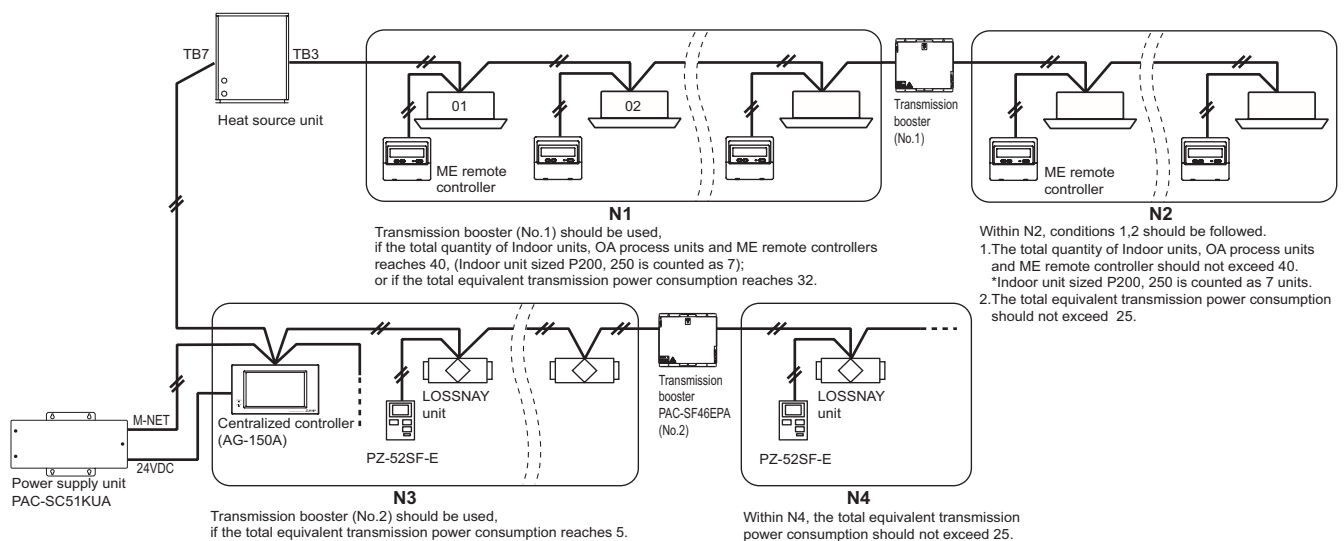 TB7
TB3
Heat source unit
01
02
ME remote
controller
Transmission
booster
(No.1)
ME remote
controller
N1
Transmission booster (No.1) should be used,
if the total quantity of Indoor units, OA process units and ME remote controllers
reaches 40, (Indoor unit sized P200, 250 is counted as 7);
or if the total equivalent transmission power consumption reaches 32.
N2
Within N2, conditions 1,2 should be followed.
1.The total quantity of Indoor units, OA process units
and ME remote controller should not exceed 40.
*Indoor unit sized P200, 250 is counted as 7 units.
2.The total equivalent transmission power consumption
should not exceed 25.
M-NET
24VDC
Power supply unit
PAC-SC51KUA
Centralized controller
(AG-150A)
LOSSNAY
unit
PZ-52SF-E
Transmission
booster
PAC-SF46EPA
(No.2)
LOSSNAY
unit
PZ-52SF-E
N3
Transmission booster (No.2) should be used,
if the total equivalent transmission power consumption reaches 5.
N4
Within N4, the total equivalent transmission
power consumption should not exceed 25.